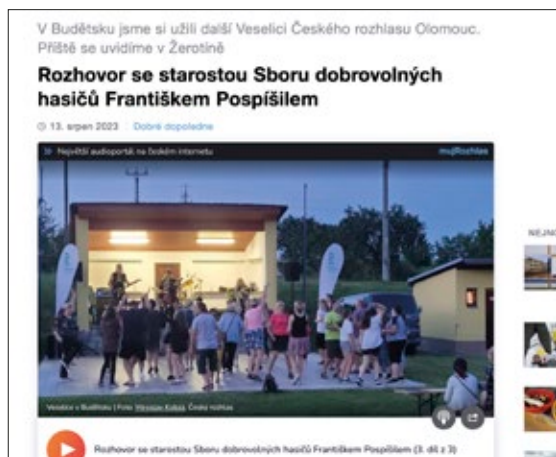 V Budětsku jsme si užili další Veselici Českého rozhlasu Olomouc.
Příště se uvidíme v Žerotíně
Rozhovor se starostou Sboru dobrovolných
hasičů Františkem Pospíšilem
13. srpen 2023 Dobré dopoledne
Největší audioportál na českém internetu
mujRozhlas
NEJNO
Veselice v Budětsku | Foto: Miroslav Kobza, Český rozhlas
Rozhovor se starostou Sboru dobrovolných hasičů Františkem Pospíšilem (3. díl z 3)